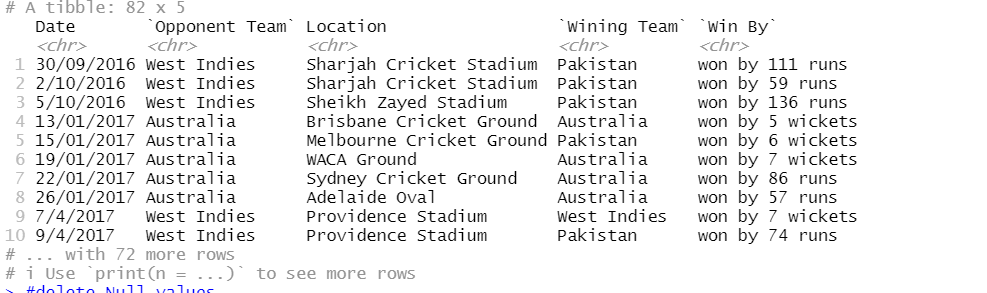 # A tibble: 82 x 5
Date `Opponent Team` Location `Wining Team` `Win By`
<chr> <chr> <chr> <chr> <chr>
1 30/09/2016 West Indies Sharjah Cricket Stadium Pakistan won by 111 runs
2 2/10/2016 West Indies Sharjah Cricket Stadium Pakistan won by 59 runs
3 5/10/2016 West Indies Sheikh Zayed Stadium Pakistan won by 136 runs
4 13/01/2017 Australia Brisbane Cricket Ground Australia won by 5 wickets
5 15/01/2017 Australia Melbourne Cricket Ground Pakistan won by 6 wickets
6 19/01/2017 Australia WACA Ground Australia won by 7 wickets
7 22/01/2017 Australia Sydney Cricket Ground Australia won by 86 runs
8 26/01/2017 Australia Adelaide Oval Australia won by 57 runs
9 7/4/2017 West Indies Providence Stadium West Indies won by 7 wickets
10 9/4/2017 West Indies Providence Stadium Pakistan won by 74 runs
# ... with 72 more rows
# i Use `print(n = ...)` to see more rows
> #delete Null values